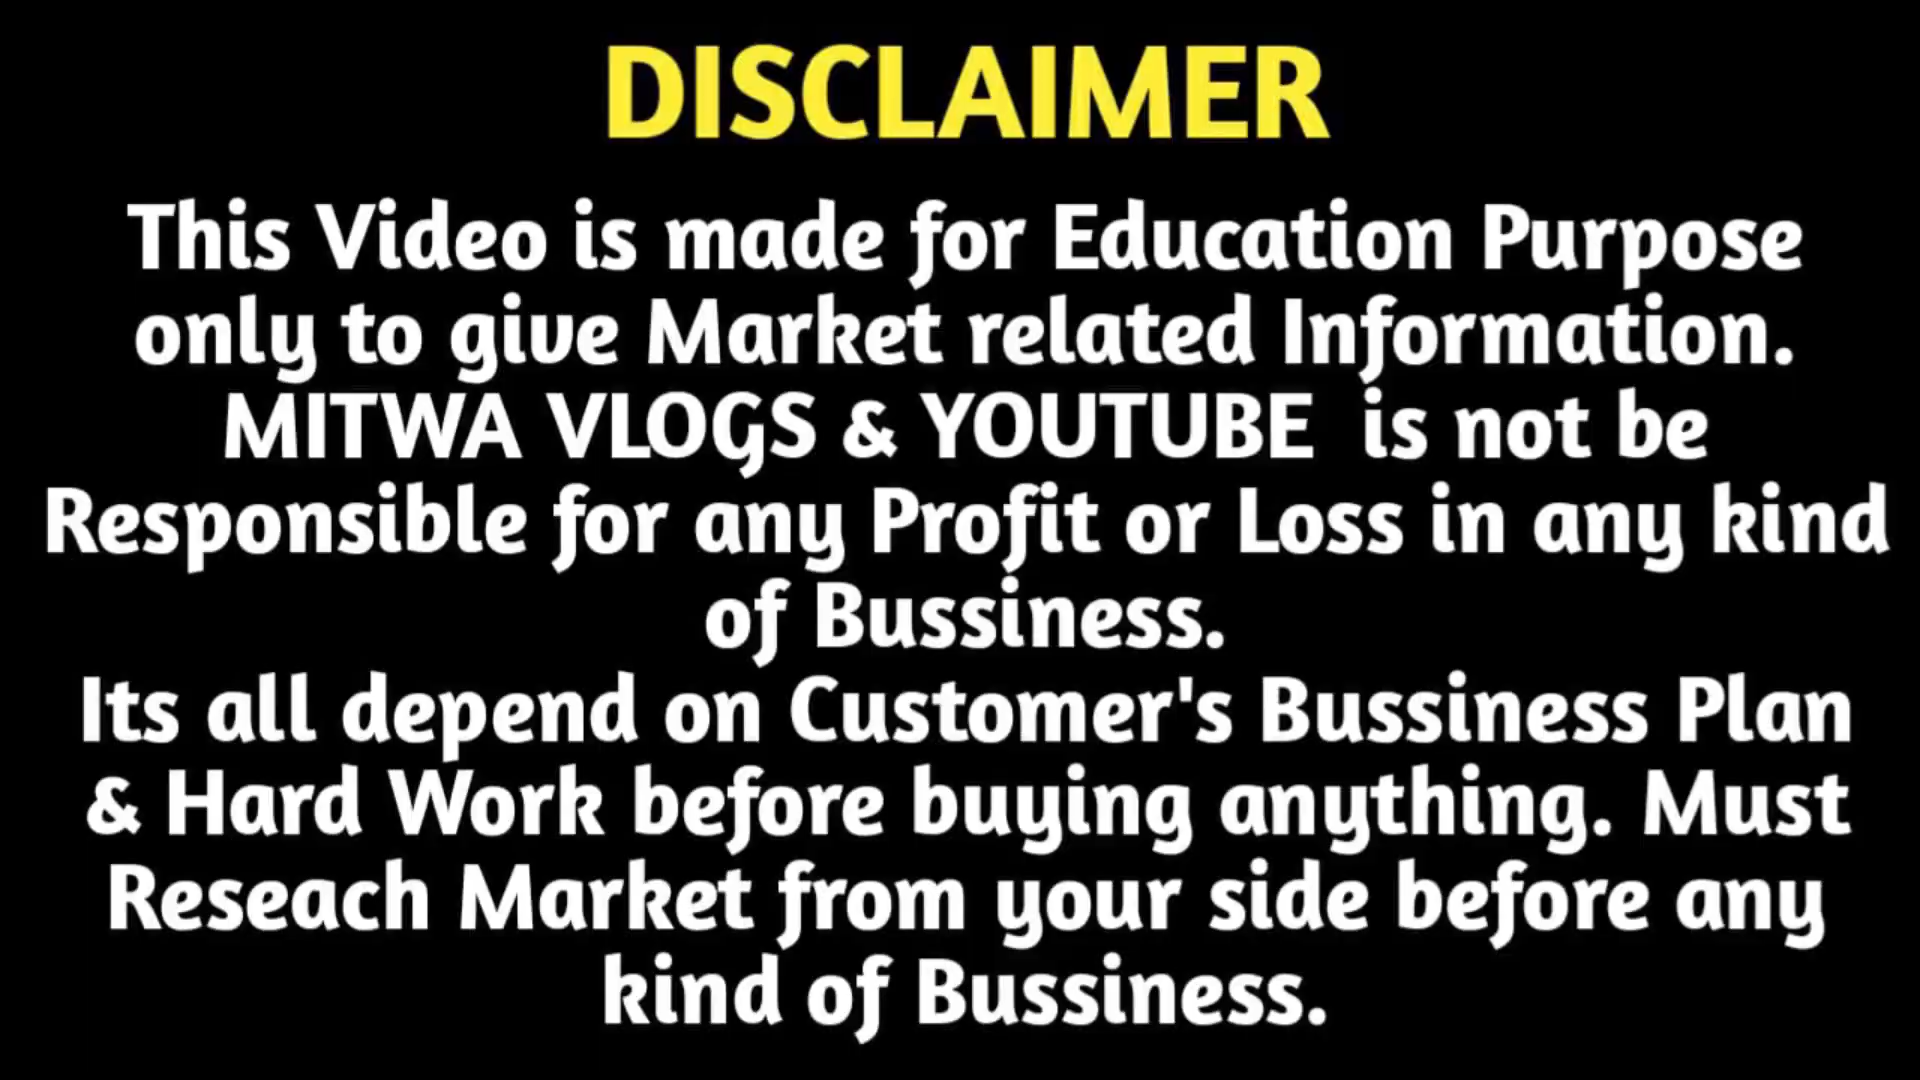 DISCLAIMER
This Video is made for Education Purpose
only to give Market related Information.
MITWA VLOGS & YOUTUBE is not be
Responsible for any Profit or Loss in any kind
of Bussiness.
Its all depend on Customer's Bussiness Plan
& Hard Work before buying anything. Must
Reseach Market from your side before any
kind of Bussiness.